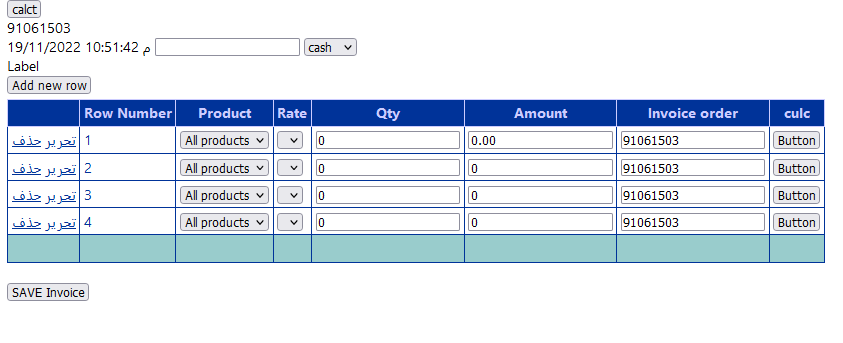 calct
91061503
19/11/2022 10:51:42 م cash
Label
Add new row
Row Number Product Rate Qty Amount Invoice order culc
تحرير حذف 1 All products 0 0.00 91061503 Button
تحرير حذف 2 All products 0 0 91061503 Button
تحرير حذف 3 All products 0 0 91061503 Button
تحرير حذف 4 All products 0 0 91061503 Button
SAVE Invoice